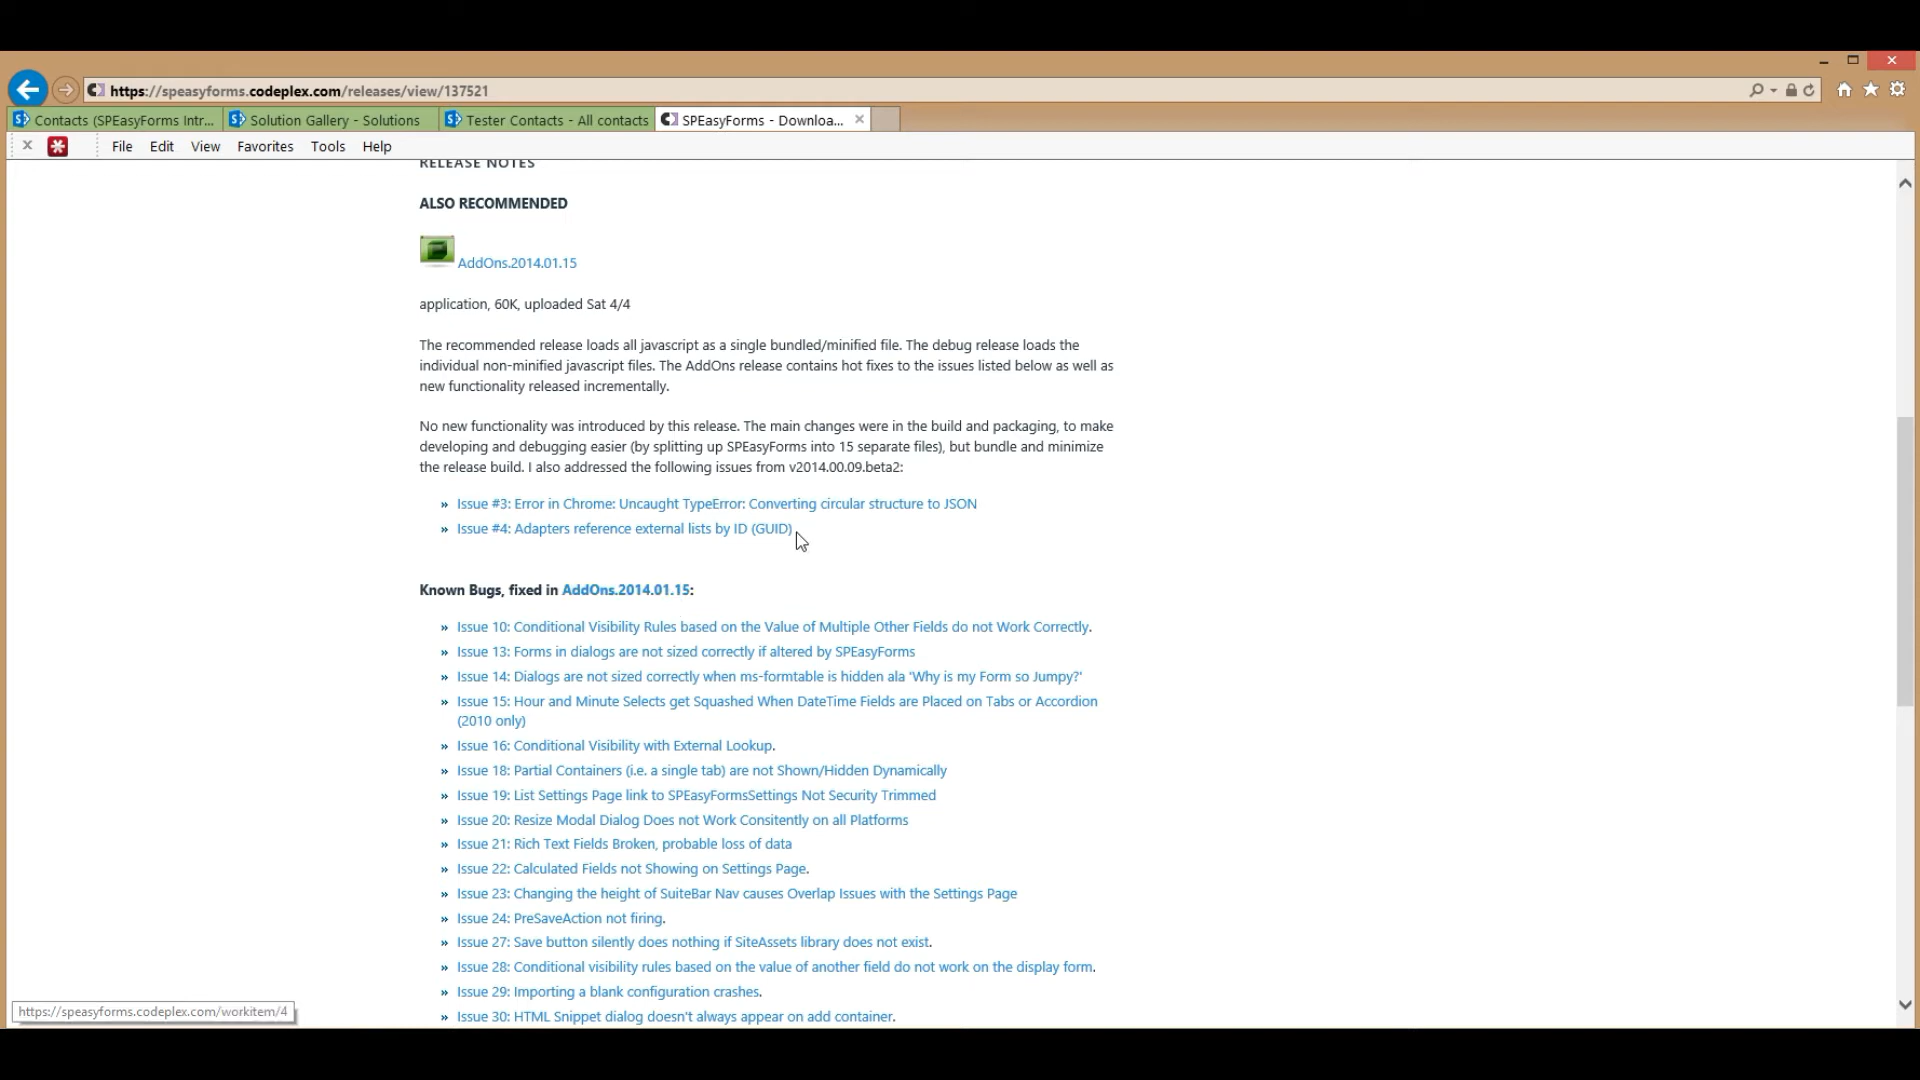 https://speasyforms.codeplex.com/releases/view/137521
Contacts (SPEasyForms Intr...
Solution Gallery - Solutions
Tester Contacts - All contacts
SPEasyForms - Downloa...
File Edit View Favorites Tools Help
RELEASE NOTES
ALSO RECOMMENDED
AddOns.2014.01.15
application, 60K, uploaded Sat 4/4
The recommended release loads all javascript as a single bundled/minified file. The debug release loads the
individual non-minified javascript files. The AddOns release contains hot fixes to the issues listed below as well as
new functionality released incrementally.
No new functionality was introduced by this release. The main changes were in the build and packaging, to make
developing and debugging easier (by splitting up SPEasyForms into 15 separate files), but bundle and minimize
the release build. I also addressed the following issues from v2014.00.09.beta2:
» Issue #3: Error in Chrome: Uncaught TypeError: Converting circular structure to JSON
» Issue #4: Adapters reference external lists by ID (GUID)
Known Bugs, fixed in AddOns.2014.01.15:
» Issue 10: Conditional Visibility Rules based on the Value of Multiple Other Fields do not Work Correctly.
» Issue 13: Forms in dialogs are not sized correctly if altered by SPEasyForms
» Issue 14: Dialogs are not sized correctly when ms-formtable is hidden ala 'Why is my Form so Jumpy?'
» Issue 15: Hour and Minute Selects get Squashed When DateTime Fields are Placed on Tabs or Accordion
(2010 only)
» Issue 16: Conditional Visibility with External Lookup.
» Issue 18: Partial Containers (i.e. a single tab) are not Shown/Hidden Dynamically
» Issue 19: List Settings Page link to SPEasyFormsSettings Not Security Trimmed
» Issue 20: Resize Modal Dialog Does not Work Consitently on all Platforms
» Issue 21: Rich Text Fields Broken, probable loss of data
» Issue 22: Calculated Fields not Showing on Settings Page.
» Issue 23: Changing the height of SuiteBar Nav causes Overlap Issues with the Settings Page
» Issue 24: PreSaveAction not firing.
» Issue 27: Save button silently does nothing if SiteAssets library does not exist.
» Issue 28: Conditional visibility rules based on the value of another field do not work on the display form.
» Issue 29: Importing a blank configuration crashes.
» Issue 30: HTML Snippet dialog doesn't always appear on add container.
https://speasyforms.codeplex.com/workitem/4